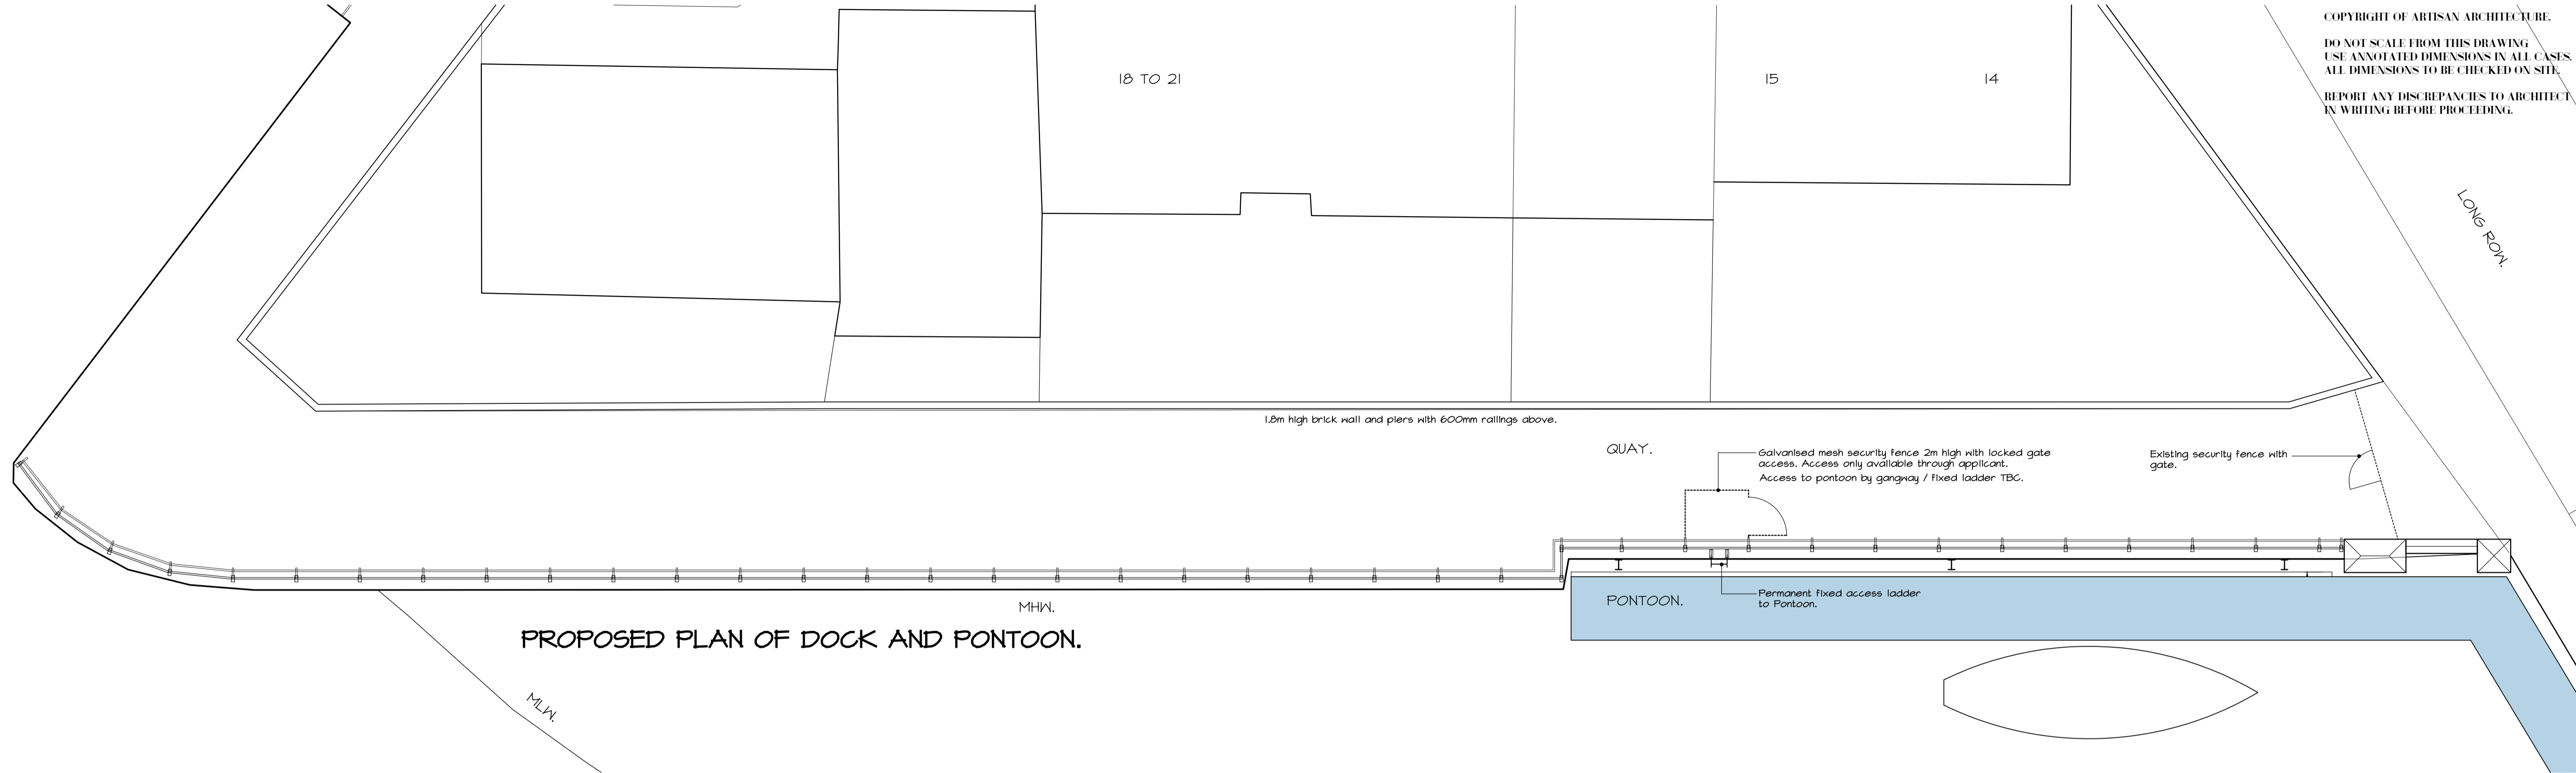 COPYRIGHT OF ARTISAN ARCHITECTURE.
DO NOT SCALE FROM THIS DRAWING
USE ANNOTATED DIMENSIONS IN ALL CASES.
ALL DIMENSIONS TO BE CHECKED ON SITE.
REPORT ANY DISCREPANCIES TO ARCHITECT
IN WRITING BEFORE PROCEEDING.
18 TO 21
15
14
LONG ROW.
1.8m high brick wall and piers with 600mm railings above.
QUAY.
Galvanised mesh security fence 2m high with locked gate
access. Access only available through applicant.
Access to pontoon by gangway / fixed ladder TBC.
Existing security fence with
gate.
PONTOON.
Permanent fixed access ladder
to Pontoon.
MHW.
PROPOSED PLAN OF DOCK AND PONTOON.
MLW.